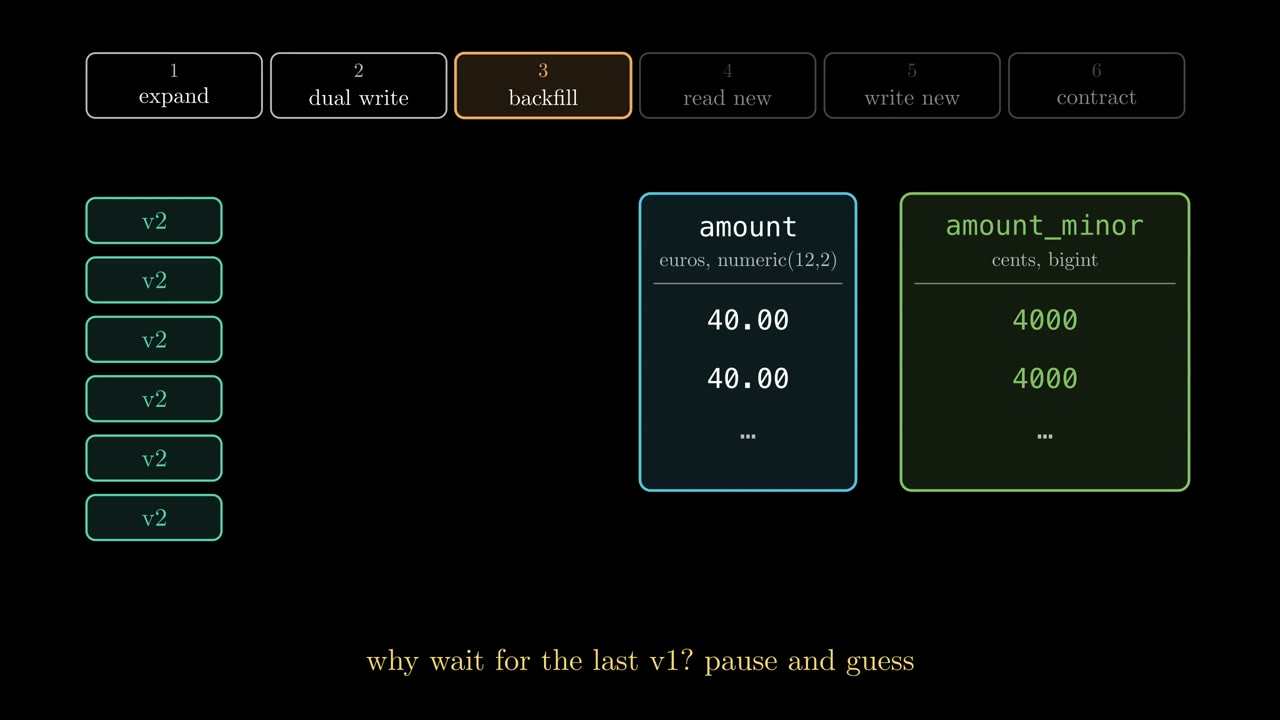 1
expand
2
dual write
3
backfill
4
read new
5
write new
6
contract
v2
v2
v2
v2
v2
v2
amount
euros, numeric(12,2)
40.00
40.00
…
amount_minor
cents, bigint
4000
4000
…
why wait for the last v1? pause and guess